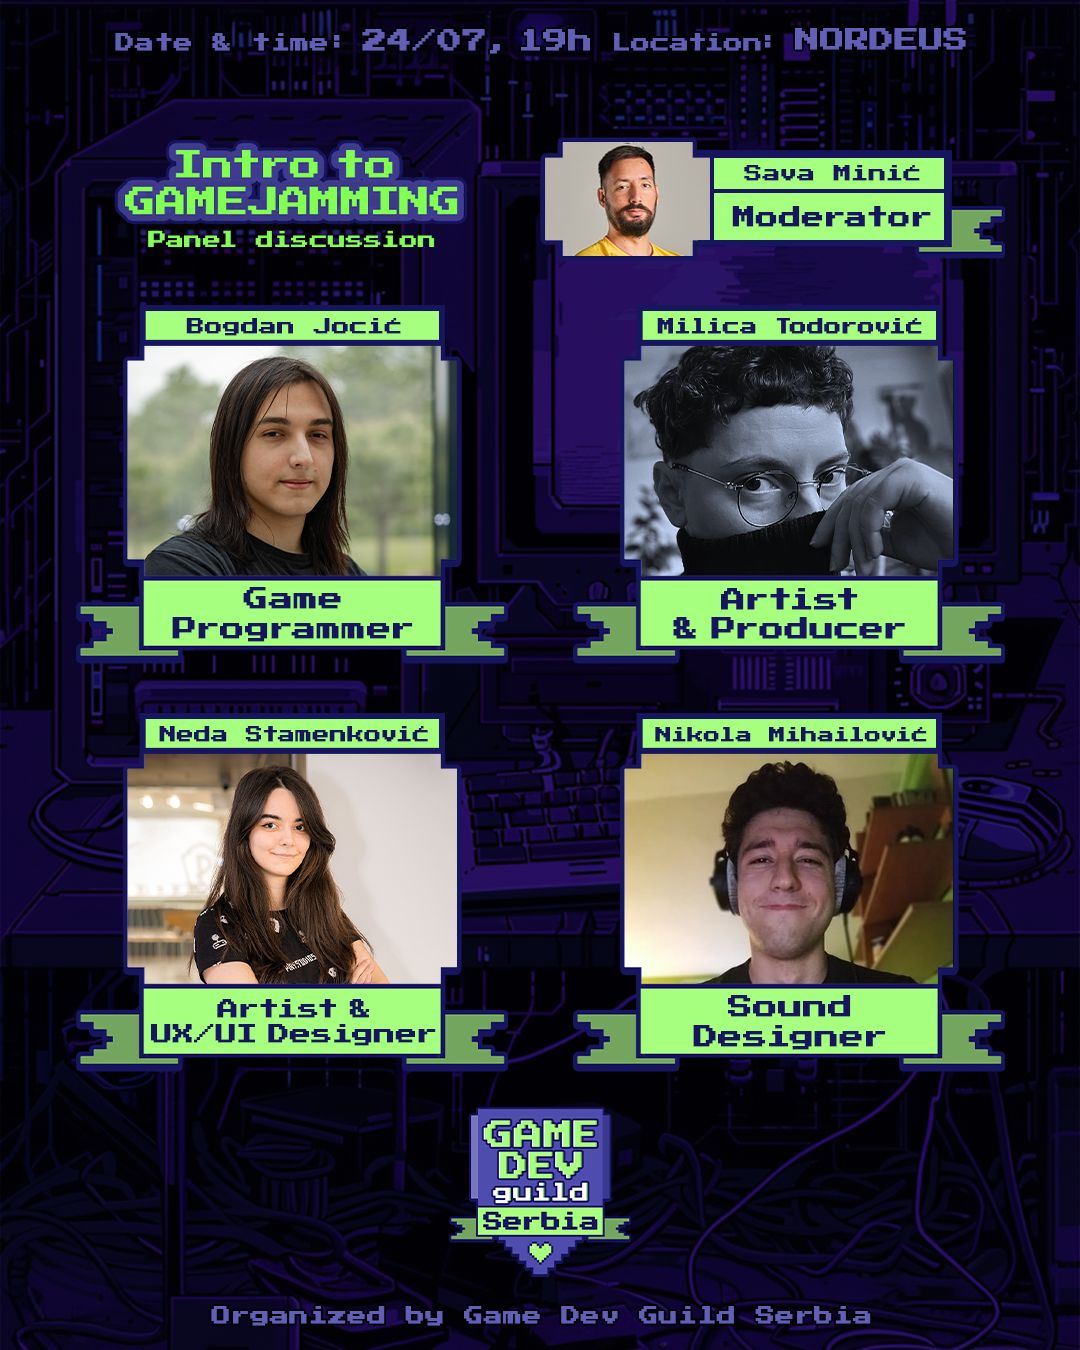 Date & time: 24/07, 19h Location: NORDEUS
Intro to
GAMEJAMMING
Panel discussion
Sava Minić
Moderator
Bogdan Jocić
Game
Programmer
Milica Todorović
Artist
& Producer
Neda Stamenković
Artist &
UX/UI Designer
Nikola Mihailović
Sound
Designer
GAME
DEV
guild
Serbia
Organized by Game Dev Guild Serbia